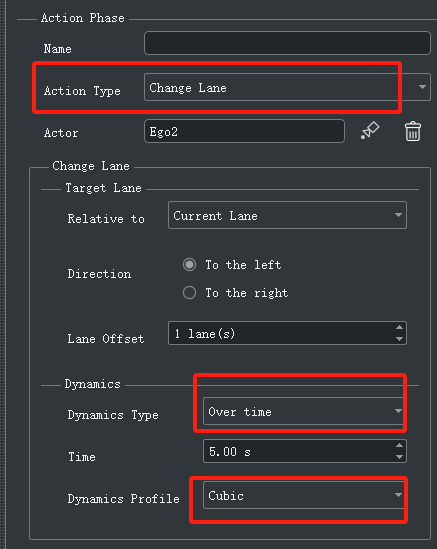 Action Phase
Name
Action Type Change Lane
Actor Ego2
Change Lane
Target Lane
Relative to Current Lane
Direction To the left
To the right
Lane Offset 1 lane(s)
Dynamics
Dynamics Type Over time
Time 5.00 s
Dynamics Profile Cubic